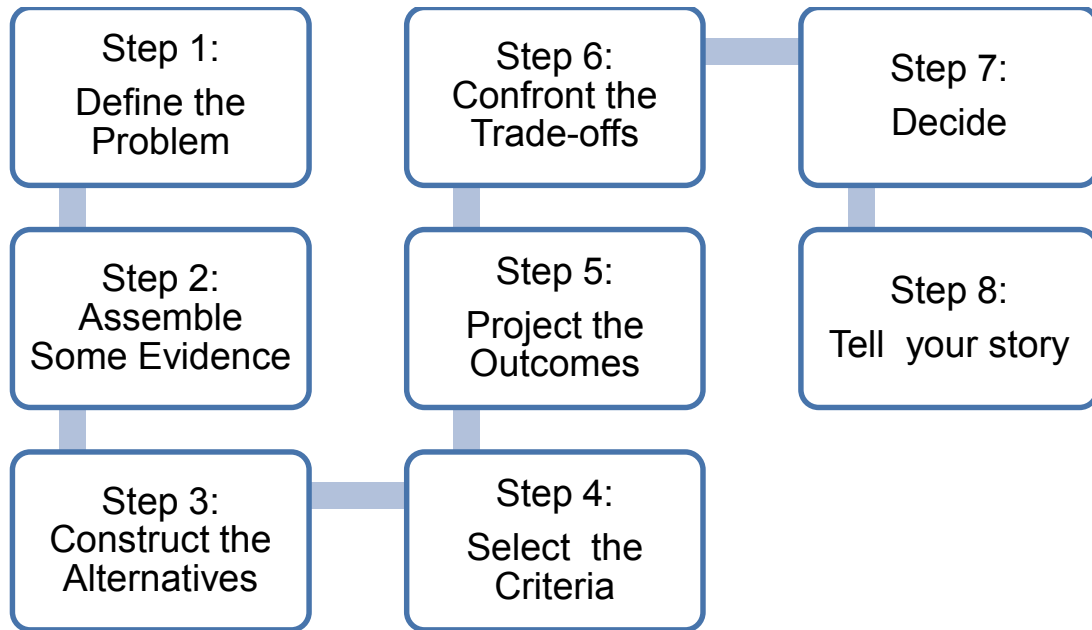 Step 1:
Define the
Problem
Step 2:
Assemble
Some Evidence
Step 3:
Construct the
Alternatives
Step 4:
Select the
Criteria
Step 5:
Project the
Outcomes
Step 6:
Confront the
Trade-offs
Step 7:
Decide
Step 8:
Tell your story